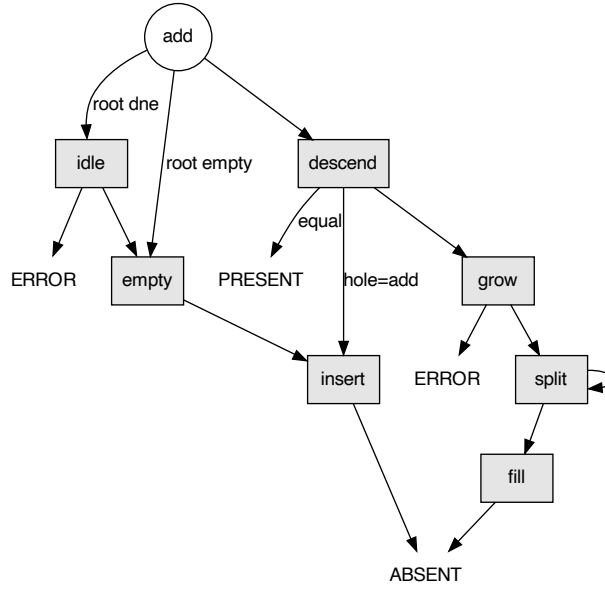 add
root dne
idle
root empty
descend
equal
ERROR
empty
PRESENT
hole=add
grow
insert
ERROR
split
fill
ABSENT